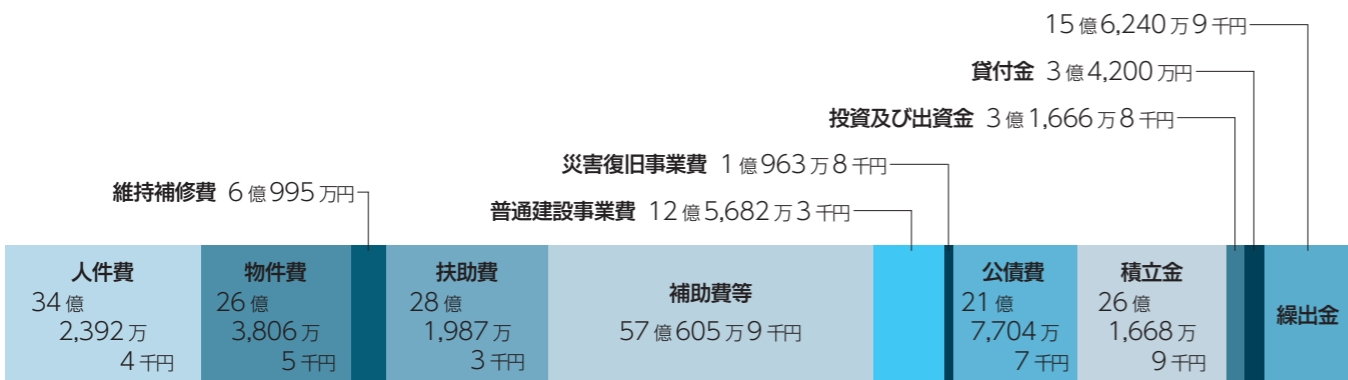 15億6,240万9千円
貸付金 3億4,200万円
投資及び出資金 3億1,666万8千円
災害復旧事業費 1億963万8千円
維持補修費 6億995万円
普通建設事業費 12億5,682万3千円
人件費
34億
2,392万
4千円
物件費
26億
3,806万
5千円
扶助費
28億
1,987万
3千円
補助費等
57億605万9千円
公債費
21億
7,704万
7千円
積立金
26億
1,668万
9千円
繰出金